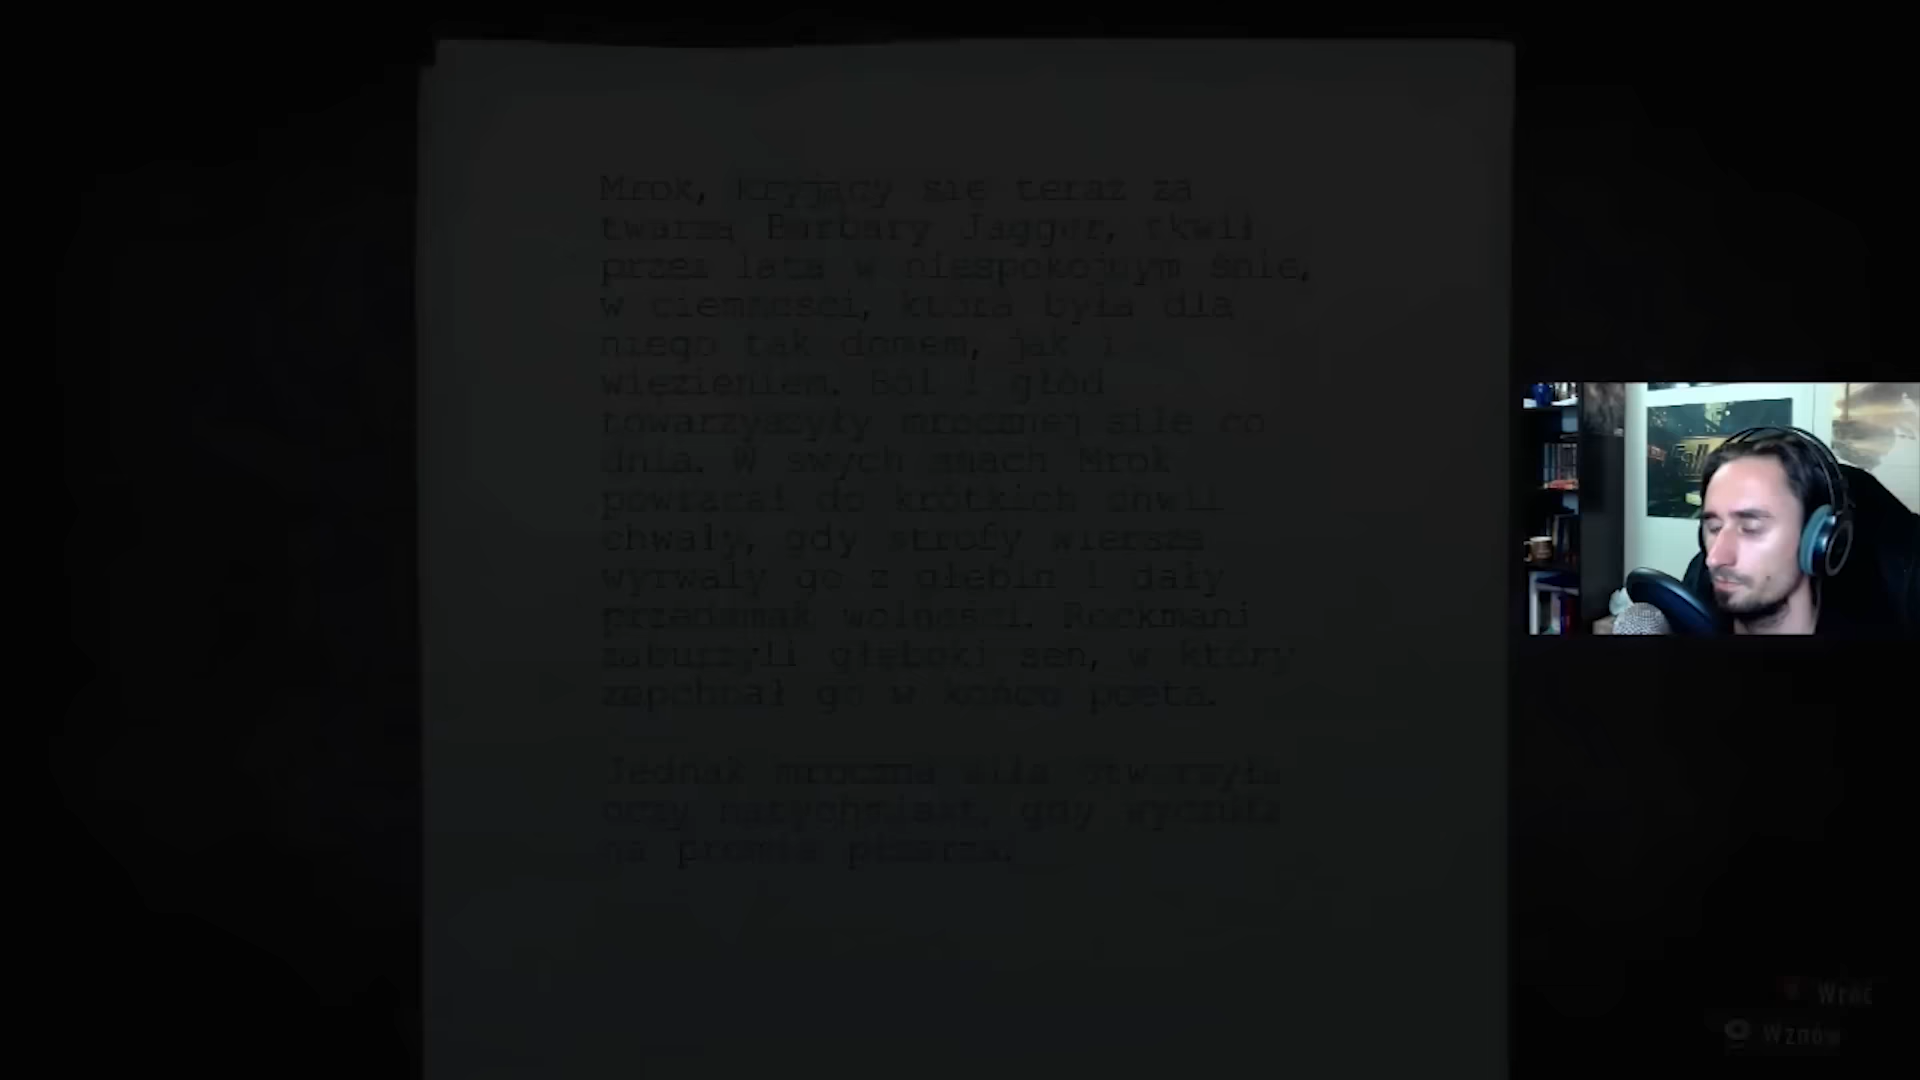 Mrok, kryjący się teraz za
twarzą Barbary Jagger, tkwił
przez lata w niespokojnym śnie,
w ciemności, która była dla
niego tak domem, jak i
więzieniem. Ból i głód
towarzyszyły mrocznej sile co
dnia. W swych snach Mrok
powracał do krótkich chwil
chwały, gdy strofy wiersza
wyrwały go z głębin i dały
przedsmak wolności. Rockmani
zaburzyli głęboki sen, w który
zepchnął go w końcu poeta.
Jednak mroczna siła otworzyła
oczy natychmiast, gdy wyczuła
na promie pisarza.
Wróć
Wznów